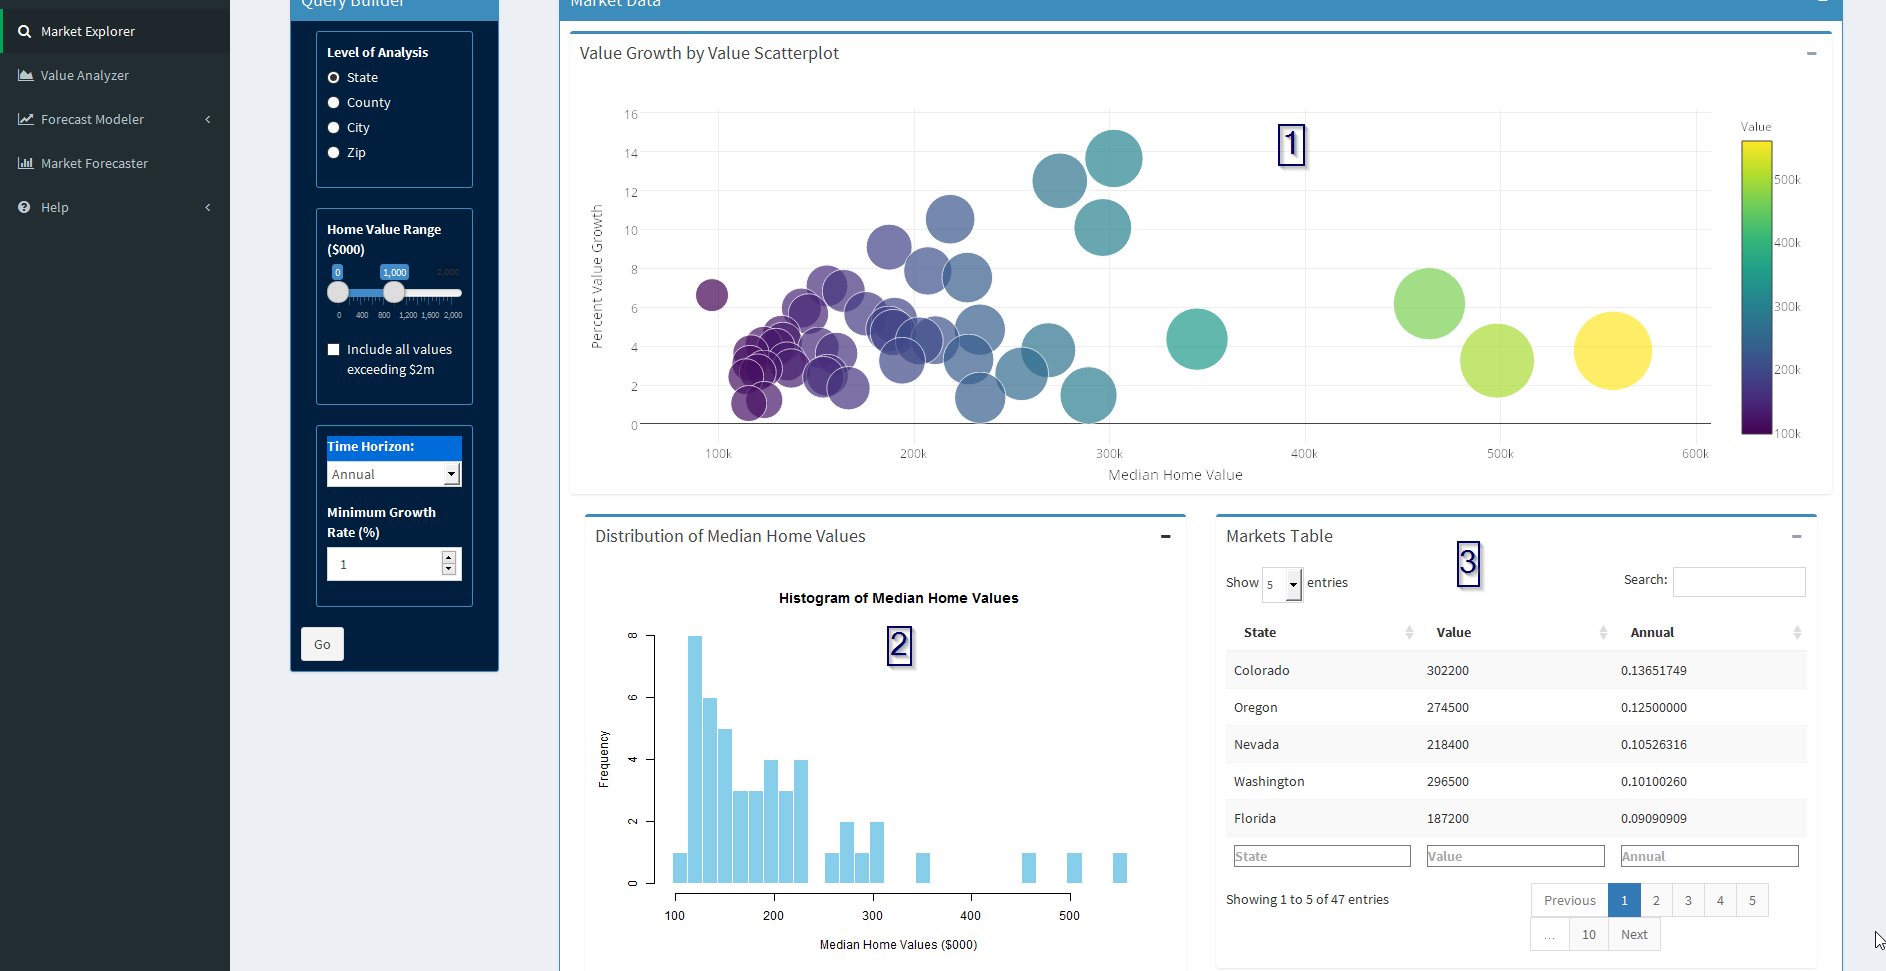 Market Explorer
Value Analyzer
Forecast Modeler
Market Forecaster
Help
Query Builder
Level of Analysis
State
County
City
Zip
Home Value Range
($000)
0 1,000 2,000
0 400 800 1,200 1,600 2,000
Include all values
exceeding $2m
Time Horizon:
Annual
Minimum Growth
Rate (%)
1
Go
Market Data
Value Growth by Value Scatterplot
1
Percent Value Growth
16
14
12
10
8
6
4
2
0
100k 200k 300k 400k 500k 600k
Median Home Value
Value
500k
400k
300k
200k
100k
Distribution of Median Home Values
Histogram of Median Home Values
2
Frequency
8
6
4
2
0
100 200 300 400 500
Median Home Values ($000)
Markets Table
3
Show 5 entries
Search:
State Value Annual
Colorado 302200 0.13651749
Oregon 274500 0.12500000
Nevada 218400 0.10526316
Washington 296500 0.10100260
Florida 187200 0.09090909
State Value Annual
Showing 1 to 5 of 47 entries
Previous 1 2 3 4 5
... 10 Next